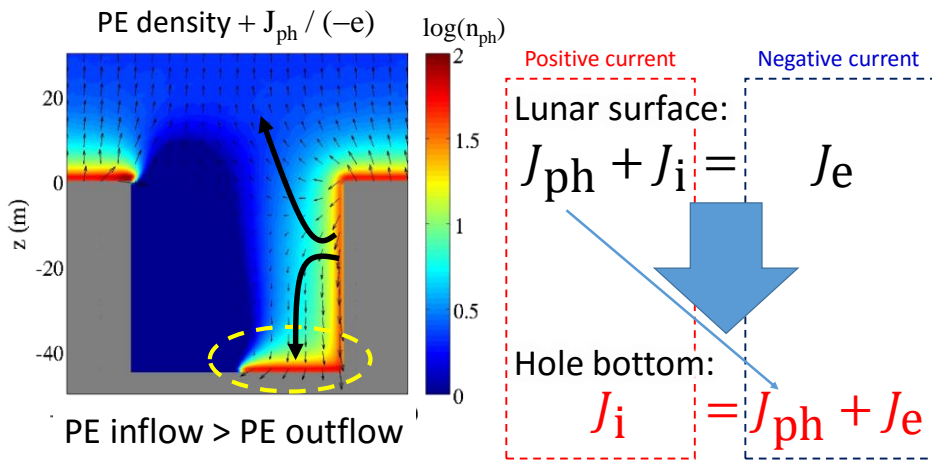 PE density + J_ph / (−e)
log(n_ph)
20
0
-20
-40
z (m)
2
1.5
1
0.5
0
PE inflow > PE outflow
Positive current
Negative current
Lunar surface:
J_ph + J_i = J_e
Hole bottom:
J_i = J_ph + J_e